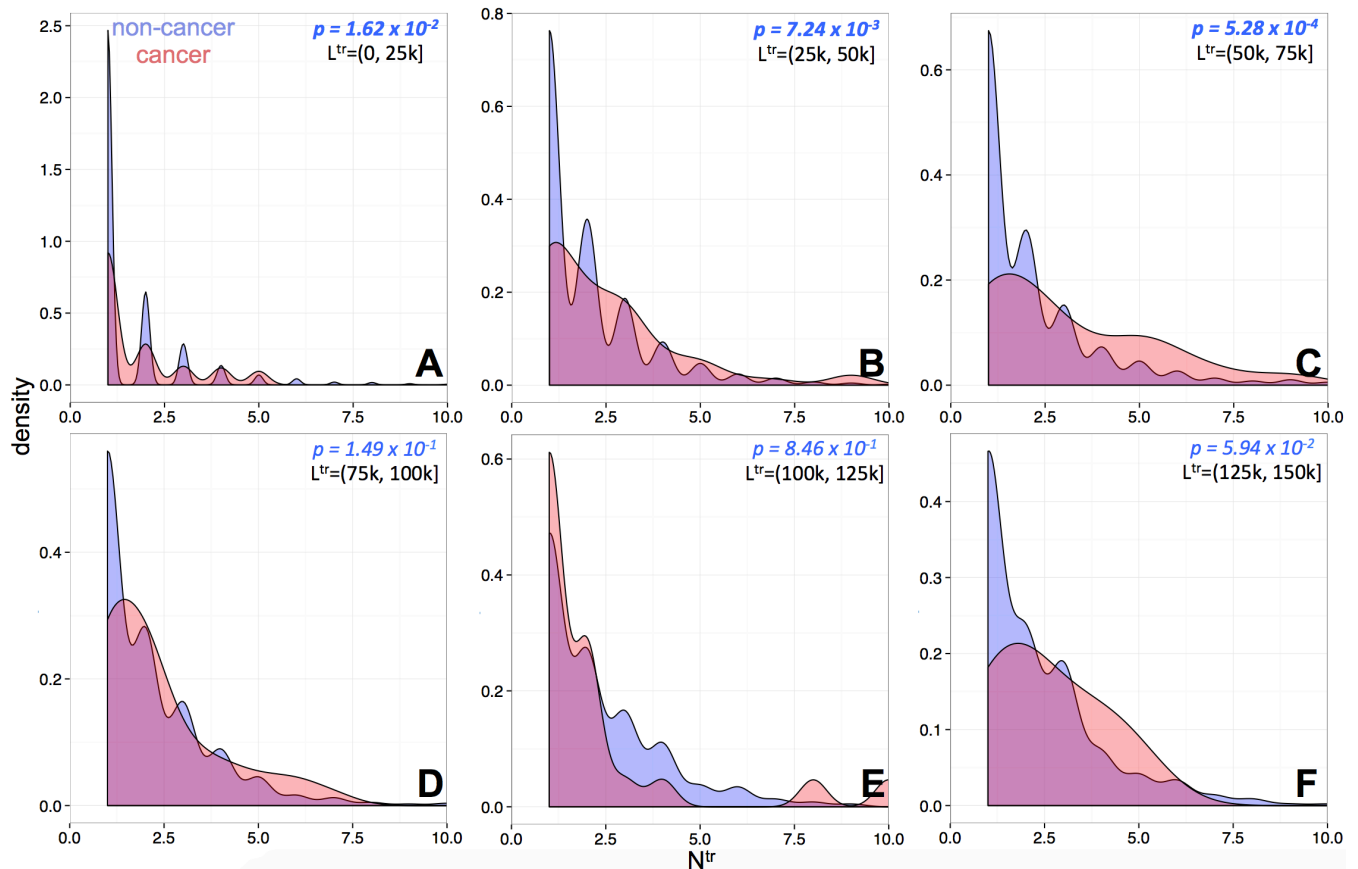 non-cancer
cancer
p = 1.62 x 10⁻²
Lᵗʳ=(0, 25k]
2.5
2.0
1.5
1.0
0.5
0.0
A
0.0 2.5 5.0 7.5 10.0
p = 7.24 x 10⁻³
Lᵗʳ=(25k, 50k]
0.8
0.6
0.4
0.2
0.0
B
0.0 2.5 5.0 7.5 10.0
p = 5.28 x 10⁻⁴
Lᵗʳ=(50k, 75k]
0.6
0.4
0.2
0.0
C
0.0 2.5 5.0 7.5 10.0
density
p = 1.49 x 10⁻¹
Lᵗʳ=(75k, 100k]
0.4
0.2
0.0
D
0.0 2.5 5.0 7.5 10.0
p = 8.46 x 10⁻¹
Lᵗʳ=(100k, 125k]
0.6
0.4
0.2
0.0
E
0.0 2.5 5.0 7.5 10.0
p = 5.94 x 10⁻²
Lᵗʳ=(125k, 150k]
0.4
0.3
0.2
0.1
0.0
F
0.0 2.5 5.0 7.5 10.0
Nᵗʳ